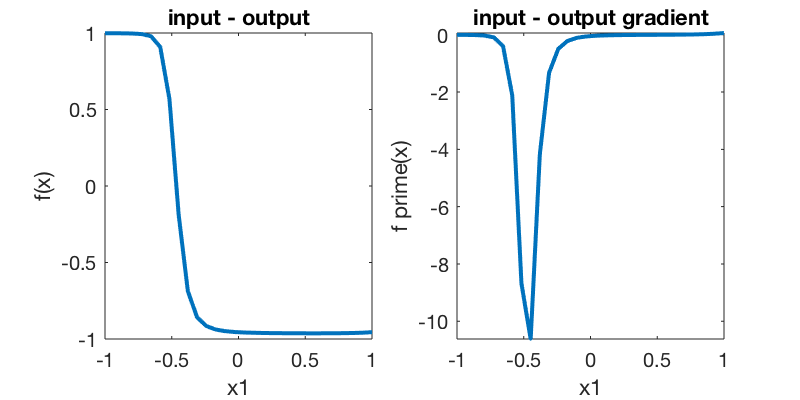 input - output
1
0.5
0
-0.5
-1
f(x)
-1 -0.5 0 0.5 1
x1
input - output gradient
0
-2
-4
-6
-8
-10
f prime(x)
-1 -0.5 0 0.5 1
x1